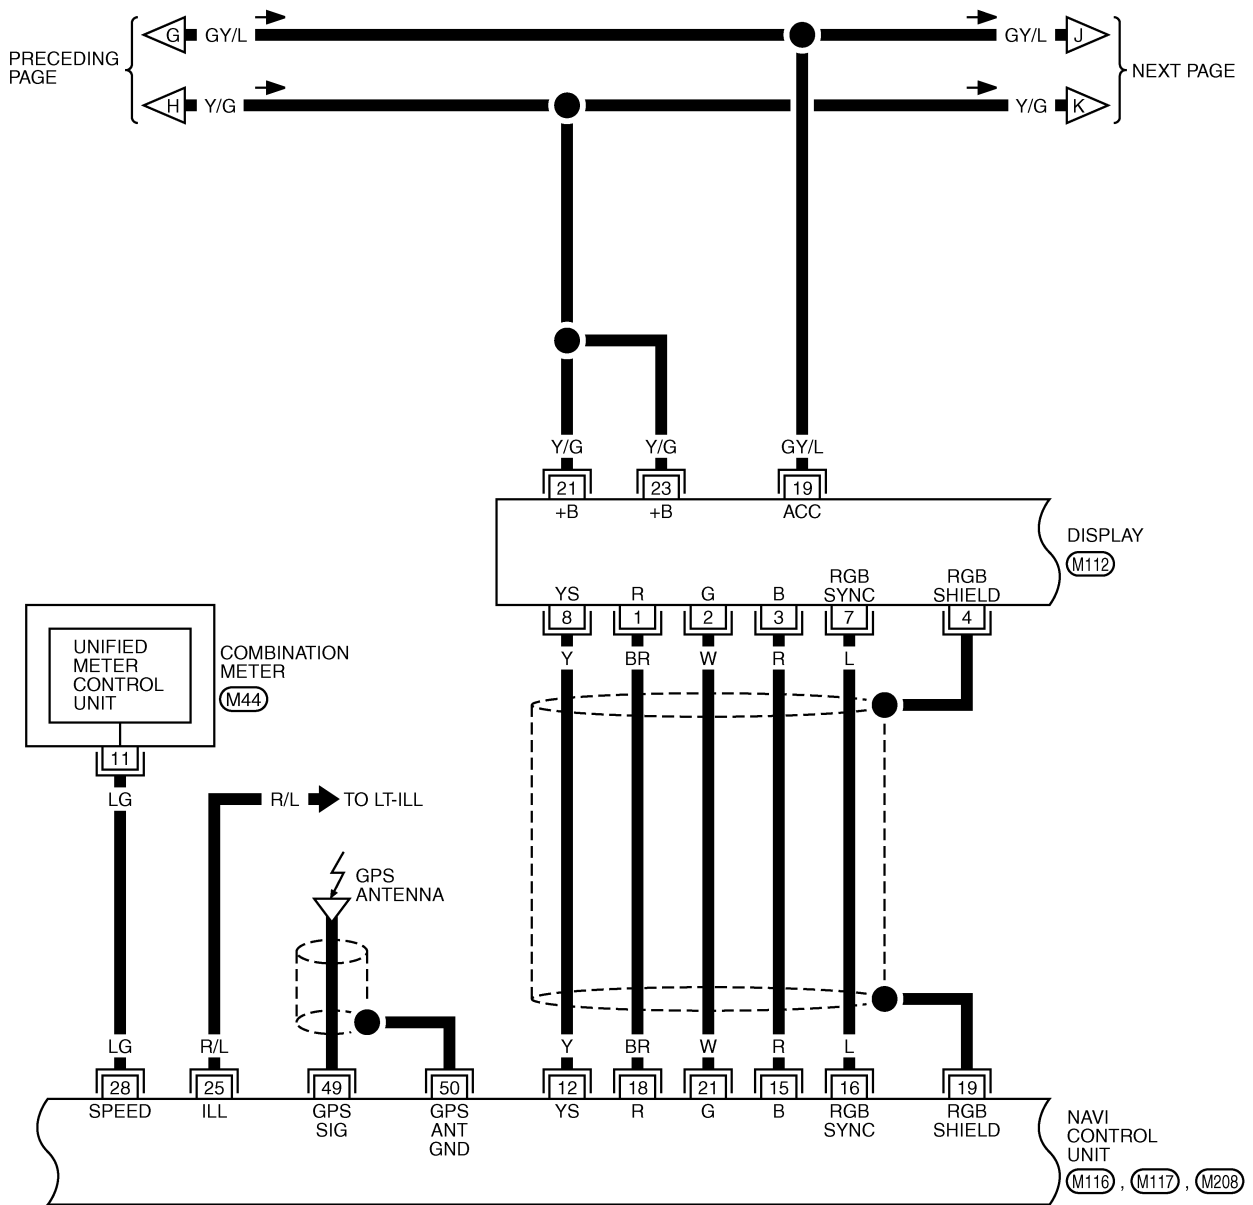 G GY/L GY/L J
PRECEDING
PAGE
NEXT PAGE
H Y/G Y/G K
Y/G Y/G GY/L
21 23 19
+B +B ACC
DISPLAY
M112
YS R G B RGB
SYNC RGB
SHIELD
8 1 2 3 7 4
Y BR W R L
UNIFIED
METER
CONTROL
UNIT
COMBINATION
METER
M44
11
LG
R/L TO LT-ILL
GPS
ANTENNA
LG R/L Y BR W R L
28 25 49 50 12 18 21 15 16 19
SPEED ILL GPS
SIG GPS
ANT
GND YS R G B RGB
SYNC RGB
SHIELD
NAVI
CONTROL
UNIT
M116 , M117 , M208